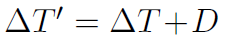 ΔT′ = ΔT+D